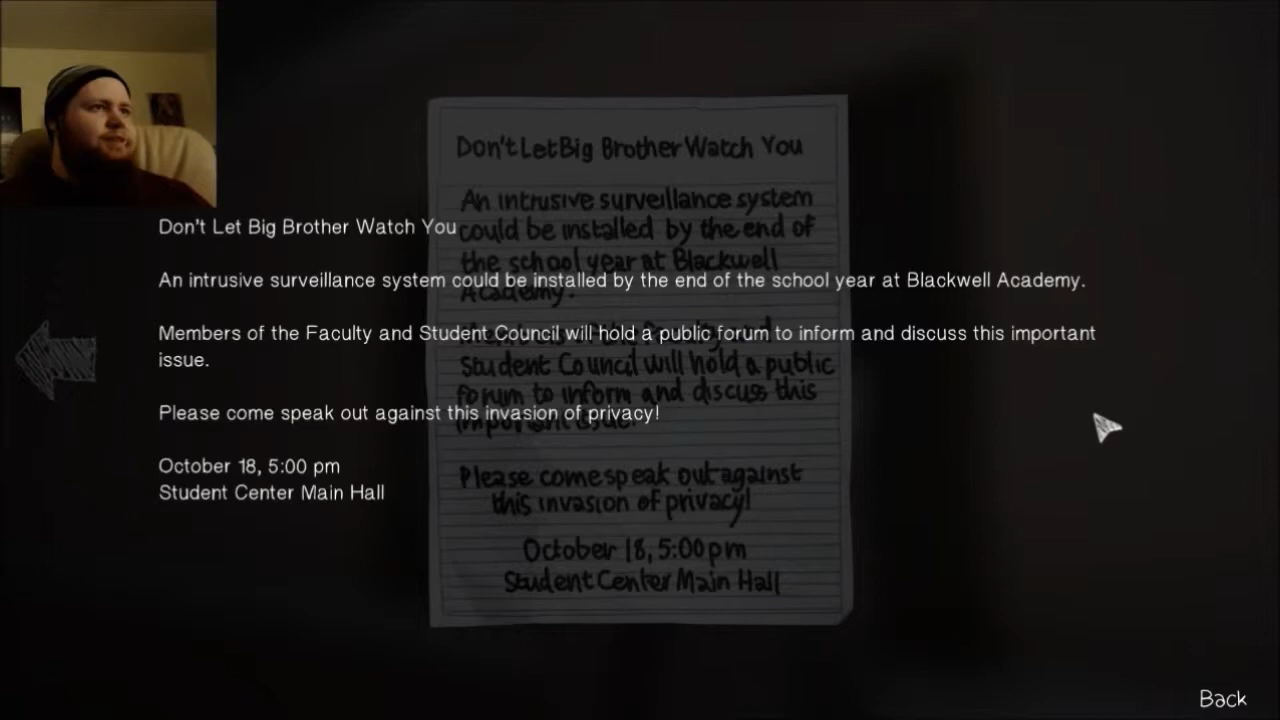 Don't Let Big Brother Watch You
An intrusive surveillance system could be installed by the end of the school year at Blackwell Academy.
Members of the Faculty and Student Council will hold a public forum to inform and discuss this important
issue.
Please come speak out against this invasion of privacy!
October 18, 5:00 pm
Student Center Main Hall
Don't Let Big Brother Watch You
An intrusive surveillance system
could be installed by the end of
the school year at Blackwell
Academy.
Student Council will hold a public
forum to inform and discuss this
important issue.
Please come speak out against
this invasion of privacy!
October 18, 5:00pm
Student Center Main Hall
Back